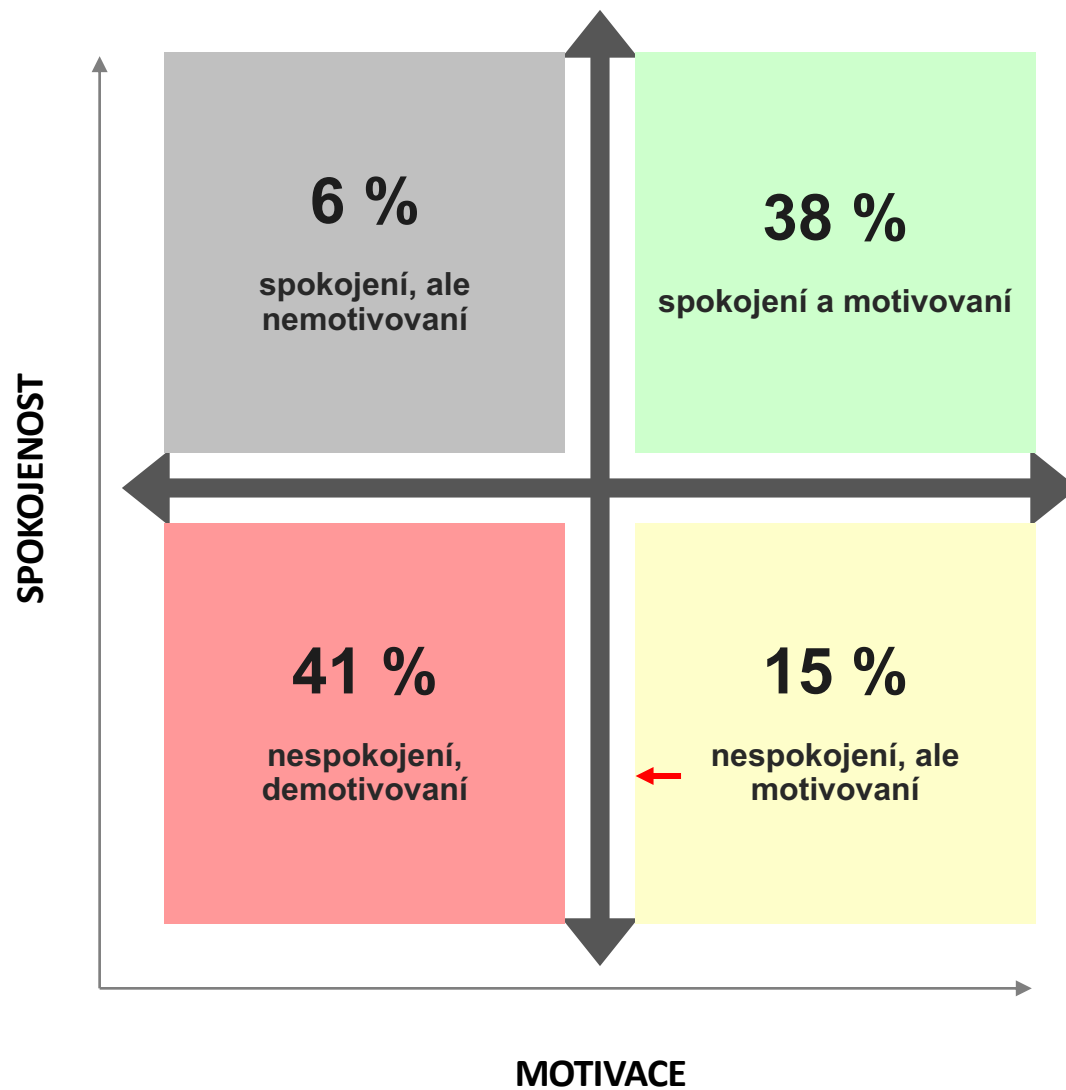 6 %
spokojení, ale
nemotivovaní
38 %
spokojení a motivovaní
SPOKOJENOST
41 %
nespokojení,
demotivovaní
15 %
nespokojení, ale
motivovaní
MOTIVACE